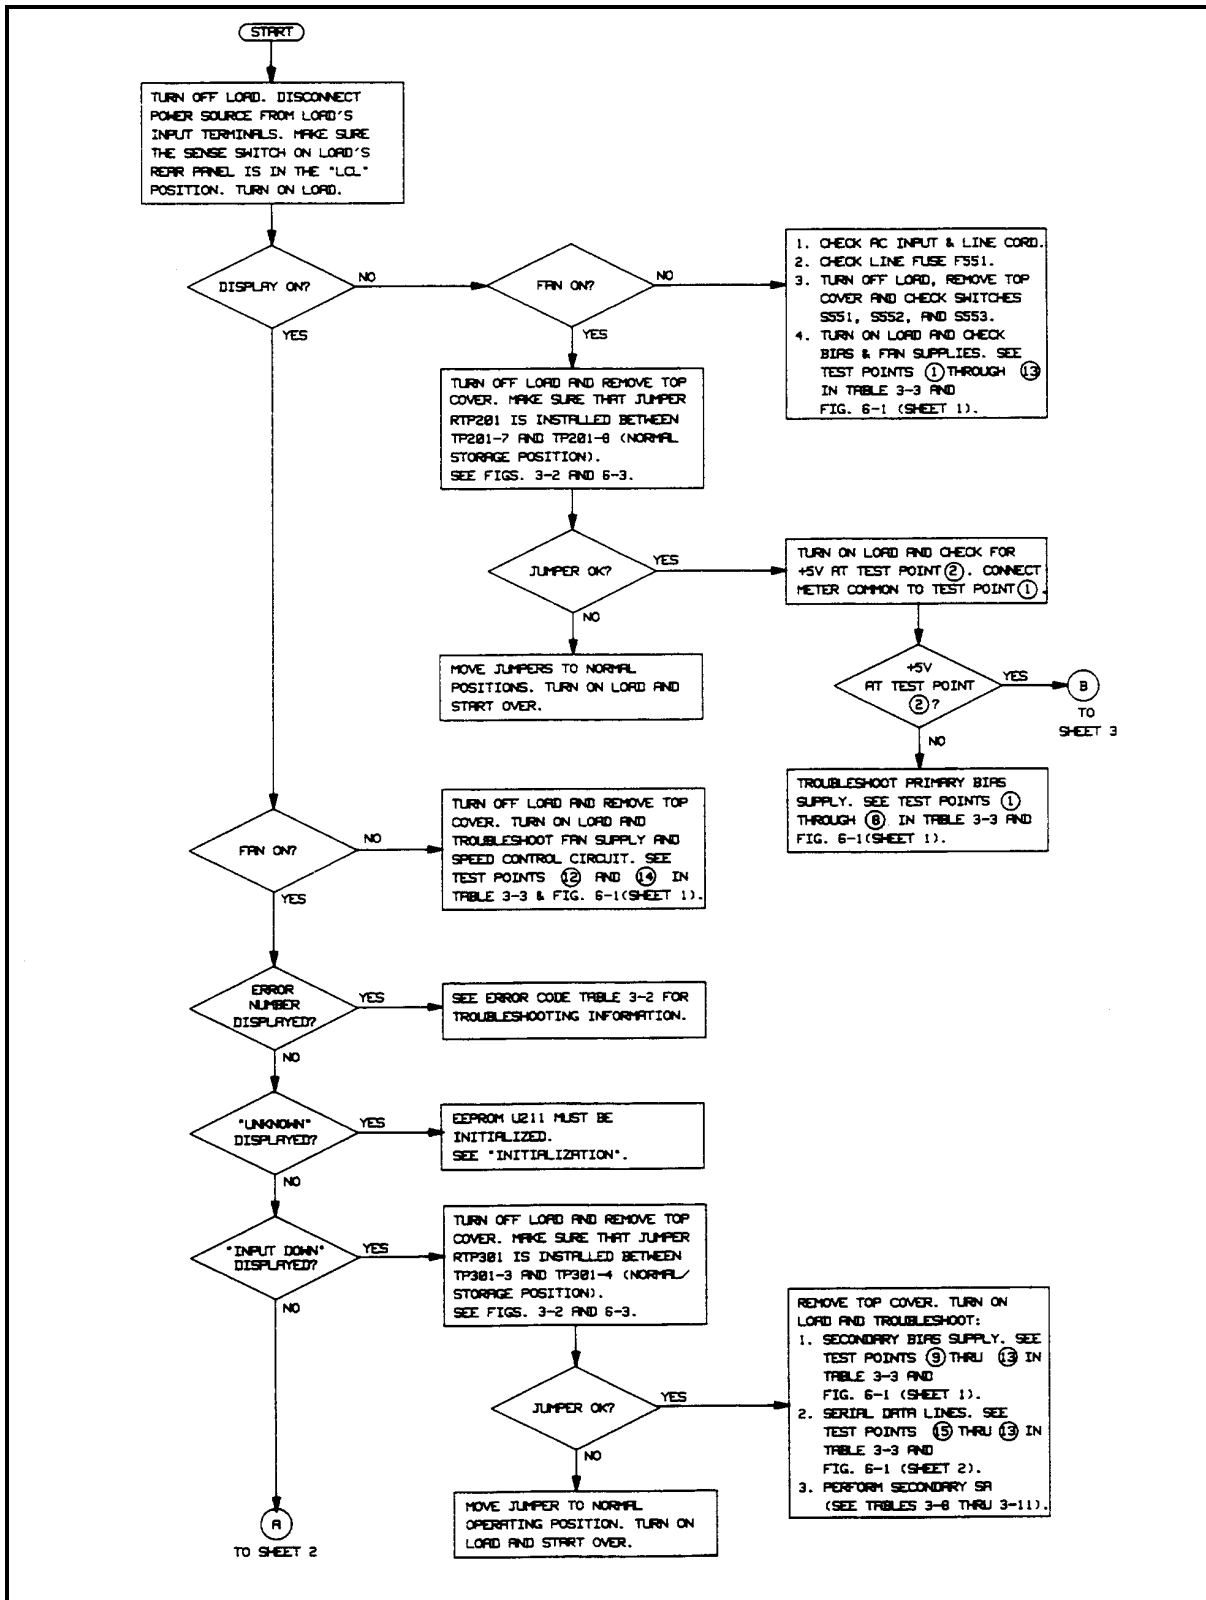 START
TURN OFF LOAD. DISCONNECT
POWER SOURCE FROM LOAD'S
INPUT TERMINALS. MAKE SURE
THE SENSE SWITCH ON LOAD'S
REAR PANEL IS IN THE "LCL"
POSITION. TURN ON LOAD.
DISPLAY ON?
NO
YES
FAN ON?
NO
YES
1. CHECK AC INPUT & LINE CORD.
2. CHECK LINE FUSE F551.
3. TURN OFF LOAD, REMOVE TOP
COVER AND CHECK SWITCHES
S551, S552, AND S553.
4. TURN ON LOAD AND CHECK
BIAS & FAN SUPPLIES. SEE
TEST POINTS 1 THROUGH 13
IN TABLE 3-3 AND
FIG. 6-1 (SHEET 1).
TURN OFF LOAD AND REMOVE TOP
COVER. MAKE SURE THAT JUMPER
RTP201 IS INSTALLED BETWEEN
TP201-7 AND TP201-8 (NORMAL
STORAGE POSITION).
SEE FIGS. 3-2 AND 6-3.
JUMPER OK?
YES
NO
TURN ON LOAD AND CHECK FOR
+5V AT TEST POINT 2. CONNECT
METER COMMON TO TEST POINT 1.
MOVE JUMPERS TO NORMAL
POSITIONS. TURN ON LOAD AND
START OVER.
+5V
AT TEST POINT
2?
YES
NO
B
TO
SHEET 3
TROUBLESHOOT PRIMARY BIAS
SUPPLY. SEE TEST POINTS 1
THROUGH 8 IN TABLE 3-3 AND
FIG. 6-1(SHEET 1).
FAN ON?
NO
YES
TURN OFF LOAD AND REMOVE TOP
COVER. TURN ON LOAD AND
TROUBLESHOOT FAN SUPPLY AND
SPEED CONTROL CIRCUIT. SEE
TEST POINTS 12 AND 14 IN
TABLE 3-3 & FIG. 6-1(SHEET 1).
ERROR
NUMBER
DISPLAYED?
YES
NO
SEE ERROR CODE TABLE 3-2 FOR
TROUBLESHOOTING INFORMATION.
"UNKNOWN"
DISPLAYED?
YES
NO
EEPROM U211 MUST BE
INITIALIZED.
SEE "INITIALIZATION".
"INPUT DOWN"
DISPLAYED?
YES
NO
TURN OFF LOAD AND REMOVE TOP
COVER. MAKE SURE THAT JUMPER
RTP301 IS INSTALLED BETWEEN
TP301-3 AND TP301-4 (NORMAL/
STORAGE POSITION).
SEE FIGS. 3-2 AND 6-3.
JUMPER OK?
YES
NO
REMOVE TOP COVER. TURN ON
LOAD AND TROUBLESHOOT:
1. SECONDARY BIAS SUPPLY. SEE
TEST POINTS 9 THRU 13 IN
TABLE 3-3 AND
FIG. 6-1 (SHEET 1).
2. SERIAL DATA LINES. SEE
TEST POINTS 15 THRU 13 IN
TABLE 3-3 AND
FIG. 6-1 (SHEET 2).
3. PERFORM SECONDARY SA
(SEE TABLES 3-8 THRU 3-11).
MOVE JUMPER TO NORMAL
OPERATING POSITION. TURN ON
LOAD AND START OVER.
A
TO SHEET 2